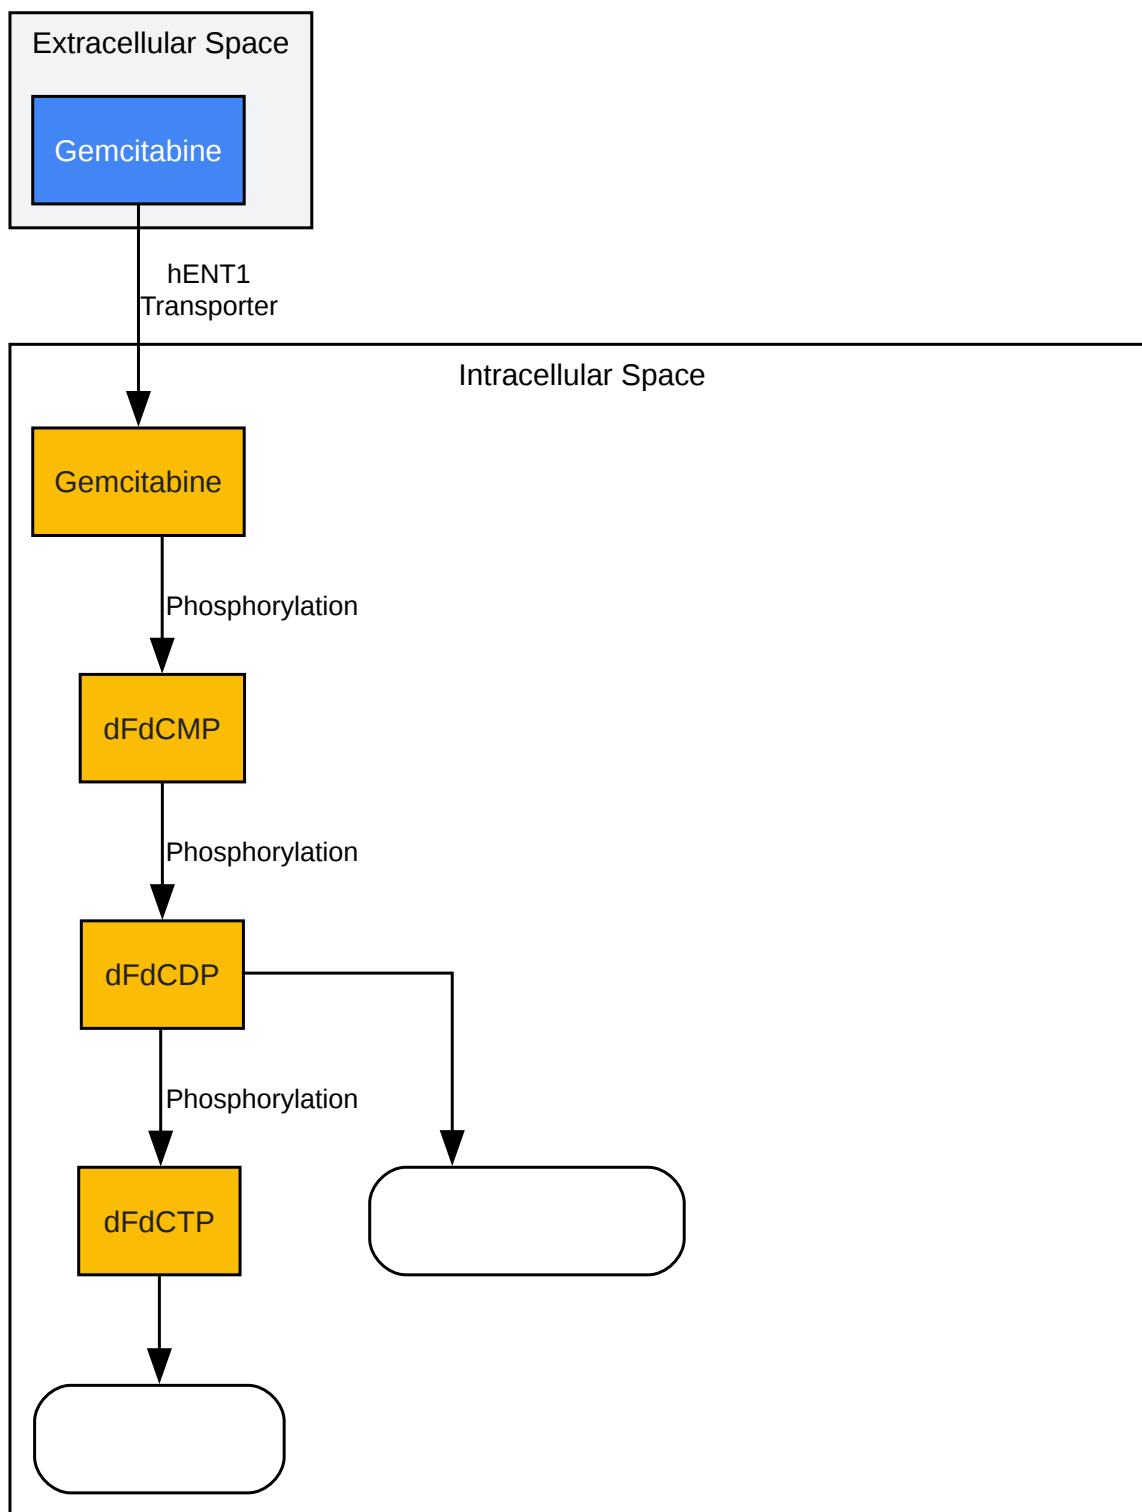 Extracellular Space
Gemcitabine
hENT1
Transporter
Intracellular Space
Gemcitabine
Phosphorylation
dFdCMP
Phosphorylation
dFdCDP
Phosphorylation
dFdCTP